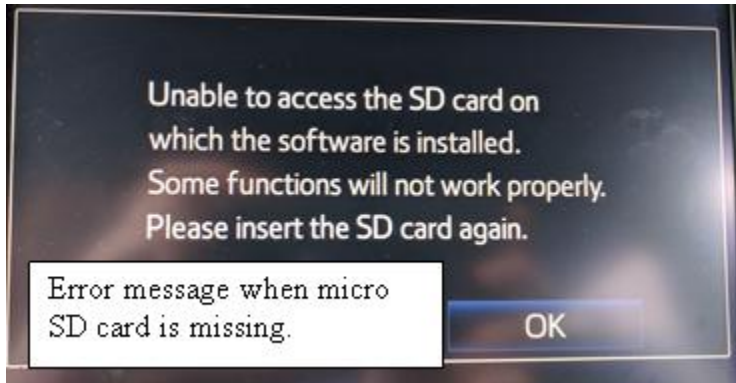 Unable to access the SD card on
which the software is installed.
Some functions will not work properly.
Please insert the SD card again.
Error message when micro
SD card is missing.
OK